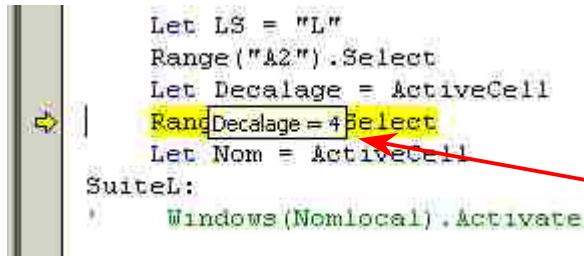 Let LS = "L"
Range("A2").Select
Let Decalage = ActiveCell
Rang Decalage = 4 Select
Let Nom = ActiveCell
SuiteL:
' Windows(Nomlocal).Activate